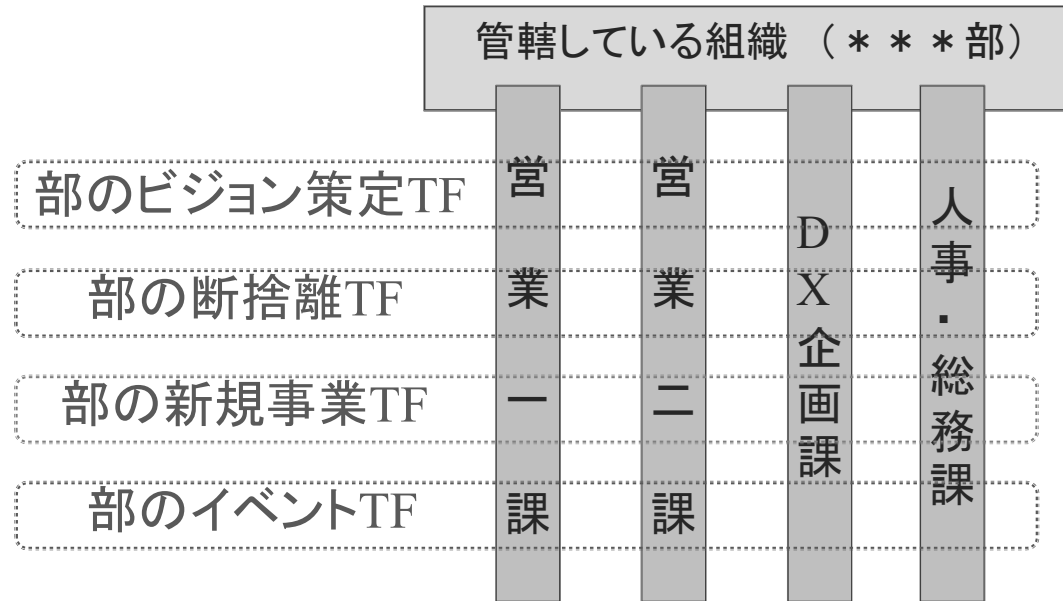 管轄している組織 （＊＊＊部）
部のビジョン策定TF
部の断捨離TF
部の新規事業TF
部のイベントTF
営業一課
営業二課
DX企画課
人事・総務課